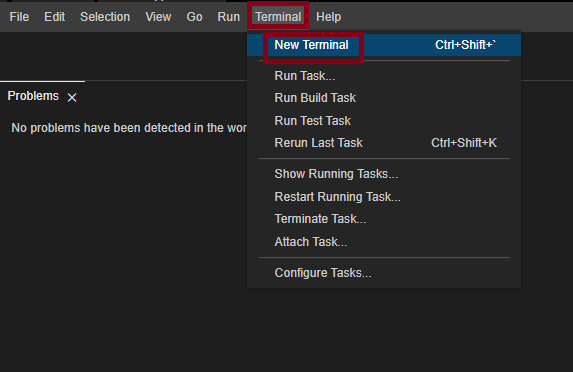 File Edit Selection View Go Run Terminal Help
New Terminal Ctrl+Shift+`
Run Task...
Problems ×
Run Build Task
No problems have been detected in the wor
Run Test Task
Rerun Last Task Ctrl+Shift+K
Show Running Tasks...
Restart Running Task...
Terminate Task...
Attach Task...
Configure Tasks...